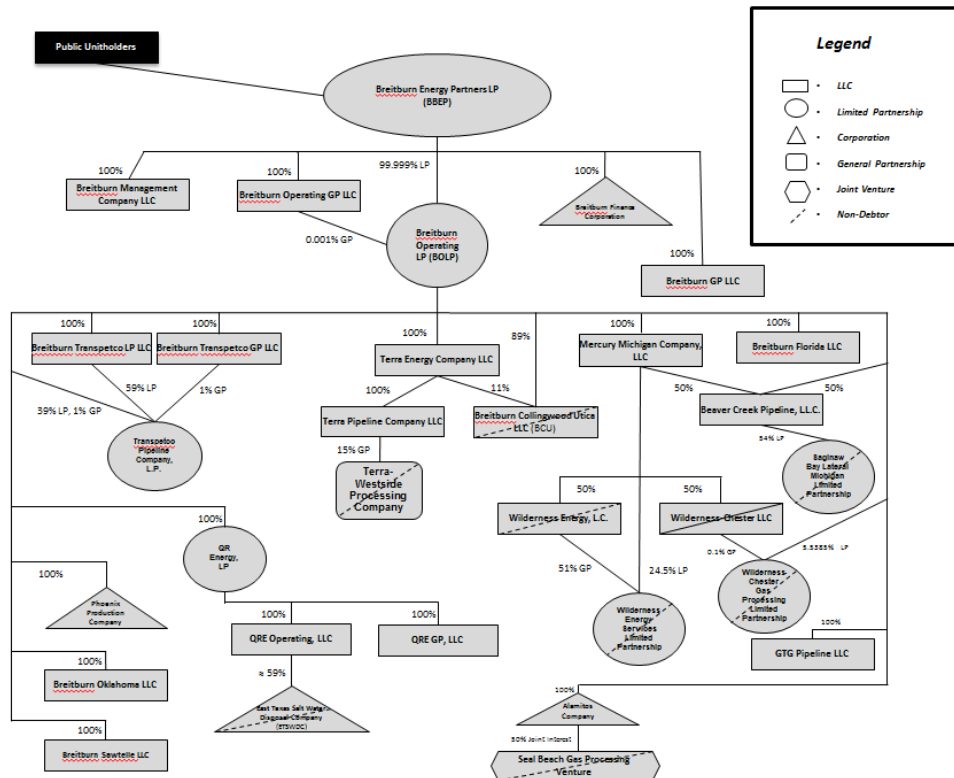 Public Unitholders
Breitburn Energy Partners LP
(BBEP)
Legend
LLC
Limited Partnership
Corporation
General Partnership
Joint Venture
Non-Debtor
100%
Breitburn Management
Company LLC
100%
Breitburn Operating GP LLC
99.999% LP
100%
Breitburn Finance
Corporation
0.001% GP
Breitburn
Operating
LP (BOLP)
100%
Breitburn GP LLC
100%
Breitburn Transpetco LP LLC
100%
Breitburn Transpetco GP LLC
100%
Terra Energy Company LLC
89%
100%
Mercury Michigan Company,
LLC
100%
Breitburn Florida LLC
39% LP, 1% GP
59% LP
1% GP
Transpetco
Pipeline
Company,
L.P.
100%
Terra Pipeline Company LLC
11%
Breitburn Collingwood Utica
LLC (BCU)
50%
50%
Beaver Creek Pipeline, L.L.C.
15% GP
Terra-
Westside
Processing
Company
54% LP
Saginaw
Bay Lateral
Michigan
Limited
Partnership
50%
Wilderness Energy, L.C.
50%
Wilderness-Chester LLC
51% GP
24.5% LP
0.1% GP
LP
Wilderness
Energy
Services
Limited
Partnership
Wilderness-
Chester
Gas
Processing
Limited
Partnership
100%
QR
Energy,
LP
100%
Phoenix
Production
Company
100%
QRE Operating, LLC
100%
QRE GP, LLC
100%
GTG Pipeline LLC
100%
Breitburn Oklahoma LLC
≈ 59%
East Texas Salt Water
Disposal Company
(ETSWDC)
100%
Breitburn Sawtelle LLC
100%
Alamitos
Company
50% Joint Interest
Seal Beach Gas Processing
Venture